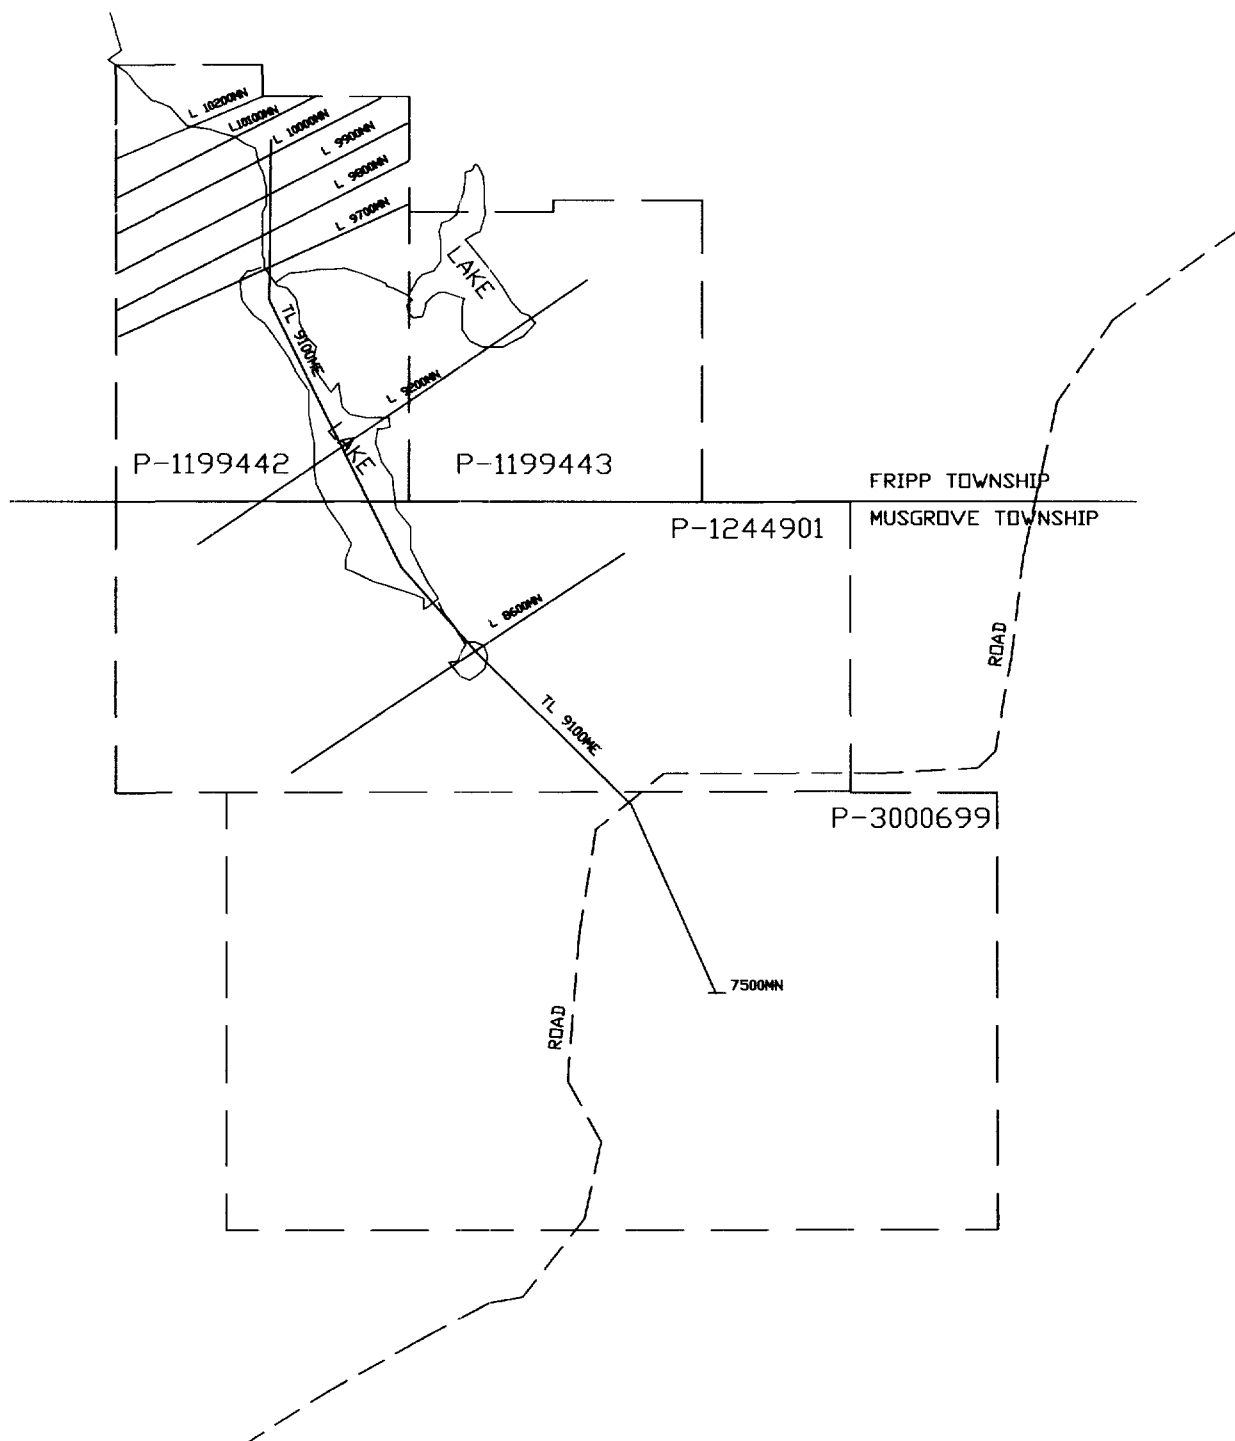 L 10200MN
L10100MN
L 10000MN
L 9900MN
L 9800MN
L 9700MN
LAKE
TL 9100ME
L 9200MN
LAKE
P-1199442
P-1199443
FRIPP TOWNSHIP
P-1244901
MUSGROVE TOWNSHIP
L 8600MN
ROAD
TL 9100ME
P-3000699
7500MN
ROAD